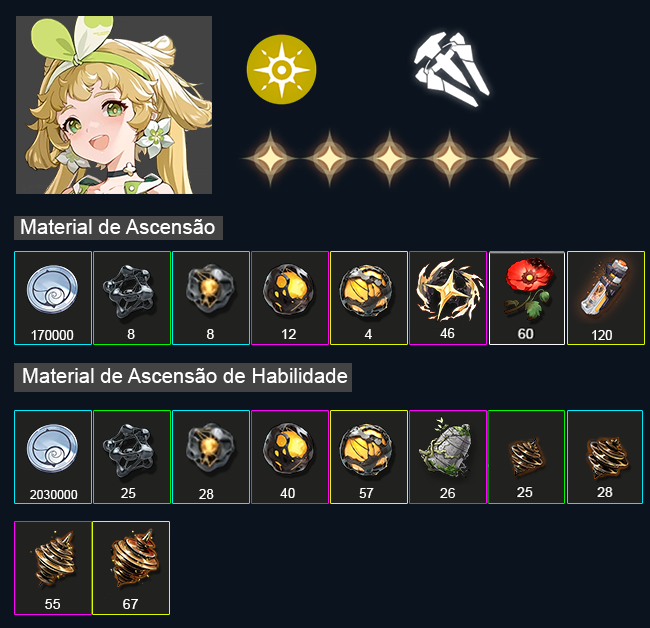 Material de Ascensão
170000 8 8 12 4 46 60 120
Material de Ascensão de Habilidade
2030000 25 28 40 57 26 25 28
55 67